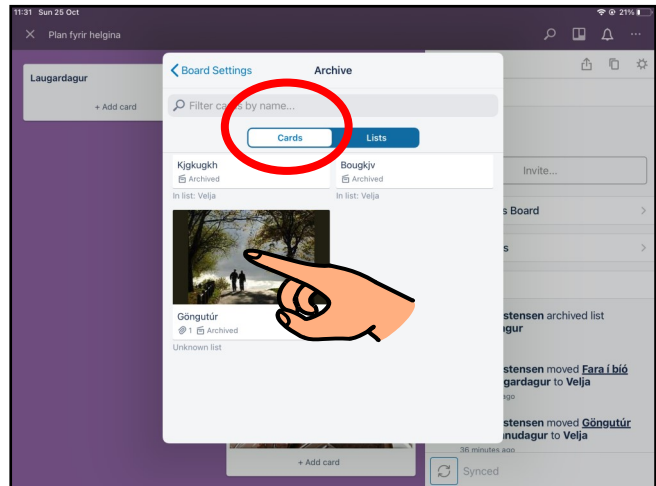 11:31 Sun 25 Oct
21%
Plan fyrir helgina
Laugardagur
+ Add card
Board Settings
Archive
Filter cards by name...
Cards
Lists
Kjgkugkh
Archived
In list: Velja
Bougkjv
Archived
In list: Velja
Göngutúr
1 Archived
Unknown list
+ Add card
Invite...
s Board
s
stensen archived list
gur
stensen moved Fara í bíó
gardagur to Velja
ago
stensen moved Göngutúr
nudagur to Velja
36 minutes ago
Synced